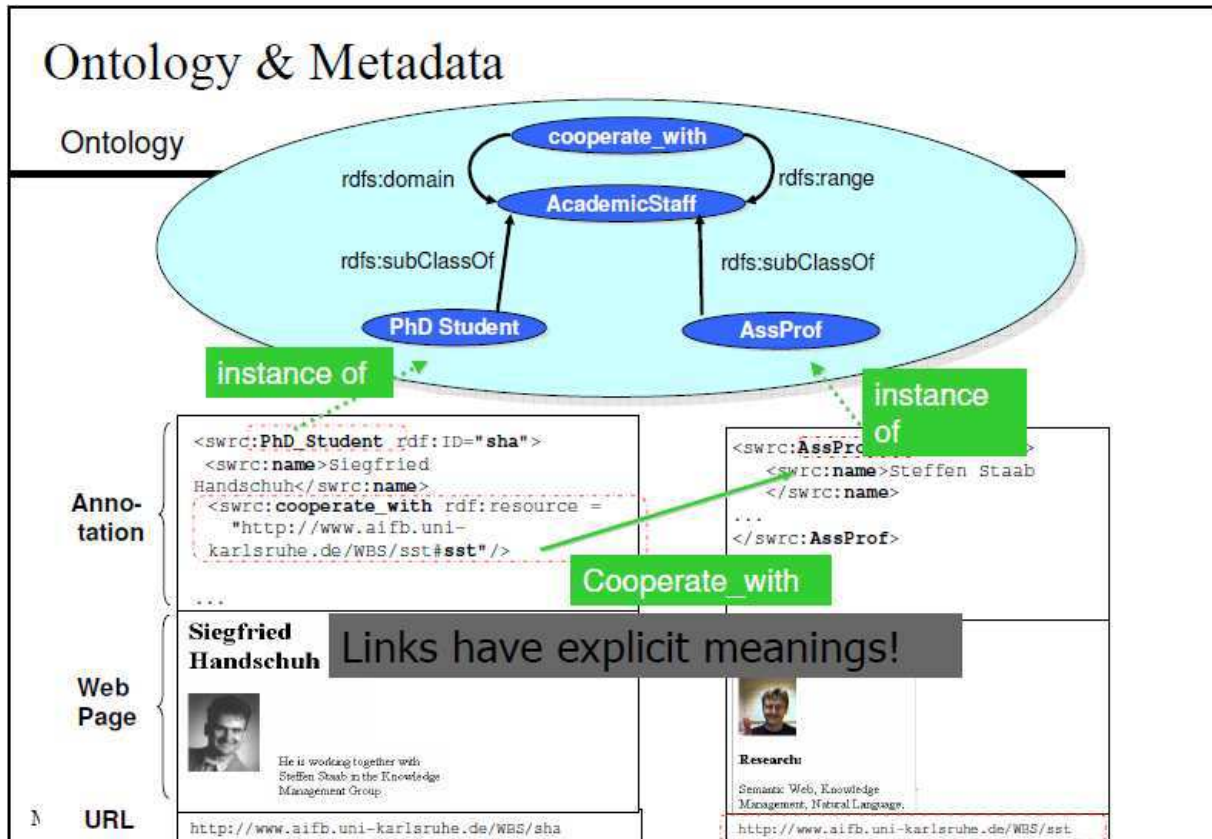 Ontology & Metadata
Ontology
cooperate_with
rdfs:domain
rdfs:range
AcademicStaff
rdfs:subClassOf
rdfs:subClassOf
PhD Student
AssProf
instance of
instance
of
Anno-
tation
<swrc:PhD_Student rdf:ID="sha">
<swrc:name>Siegfried
Handschuh</swrc:name>
<swrc:cooperate_with rdf:resource =
"http://www.aifb.uni-
karlsruhe.de/WBS/sst#sst"/>
...
<swrc:AssProf
>
<swrc:name>Steffen Staab
</swrc:name>
...
</swrc:AssProf>
Cooperate_with
Links have explicit meanings!
Web
Page
Siegfried
Handschuh
He is working together with
Steffen Staab in the Knowledge
Management Group
Research:
Semantic Web, Knowledge
Management, Natural Language,
URL
http://www.aifb.uni-karlsruhe.de/WBS/sha
http://www.aifb.uni-karlsruhe.de/WBS/sst